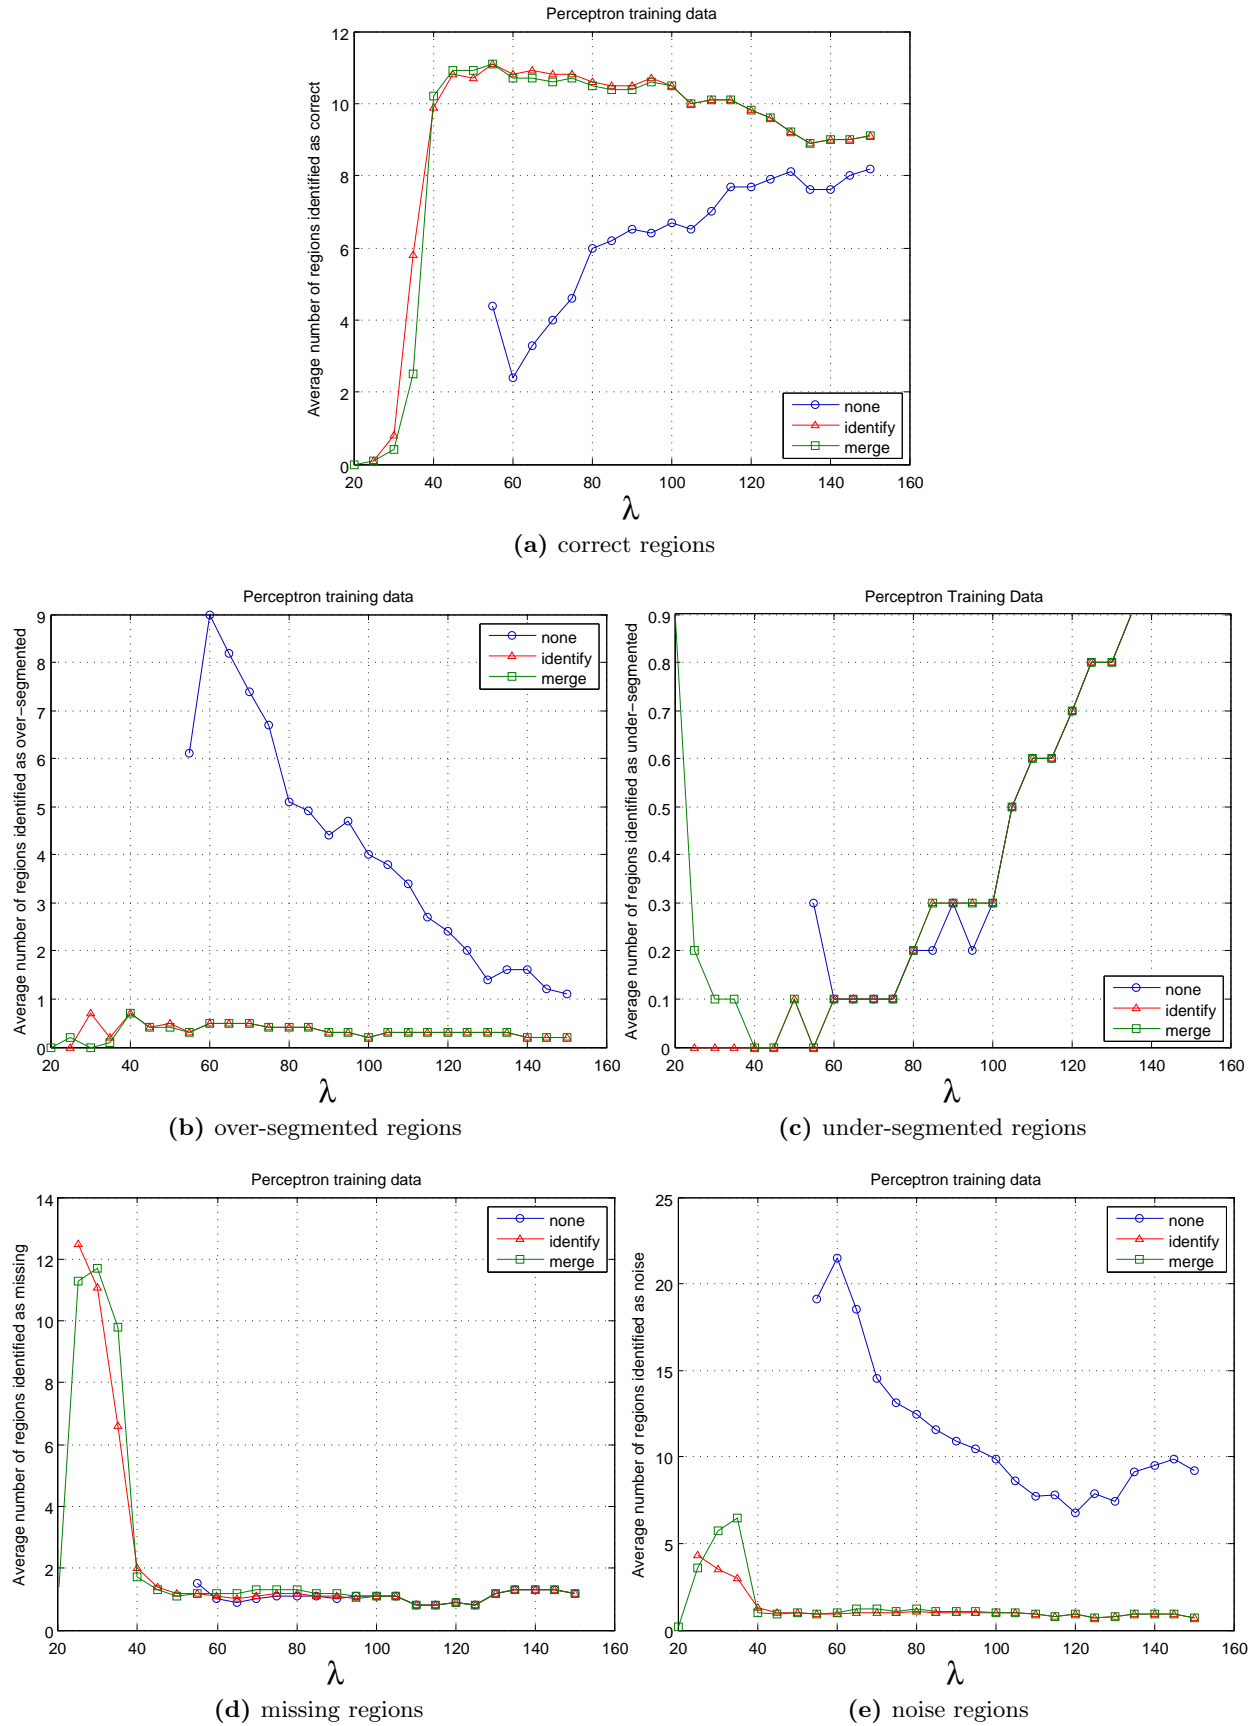 Perceptron training data
Average number of regions identified as correct
12
10
8
6
4
2
0
20 40 60 80 100 120 140 160
none
identify
merge
λ
(a) correct regions
Perceptron training data
Average number of regions identified as over−segmented
9
8
7
6
5
4
3
2
1
0
20 40 60 80 100 120 140 160
none
identify
merge
λ
(b) over-segmented regions
Perceptron Training Data
Average number of regions identified as under−segmented
0.9
0.8
0.7
0.6
0.5
0.4
0.3
0.2
0.1
0
20 40 60 80 100 120 140 160
none
identify
merge
λ
(c) under-segmented regions
Perceptron training data
Average number of regions identified as missing
14
12
10
8
6
4
2
0
20 40 60 80 100 120 140 160
none
identify
merge
λ
(d) missing regions
Perceptron training data
Average number of regions identified as noise
25
20
15
10
5
0
20 40 60 80 100 120 140 160
none
identify
merge
λ
(e) noise regions